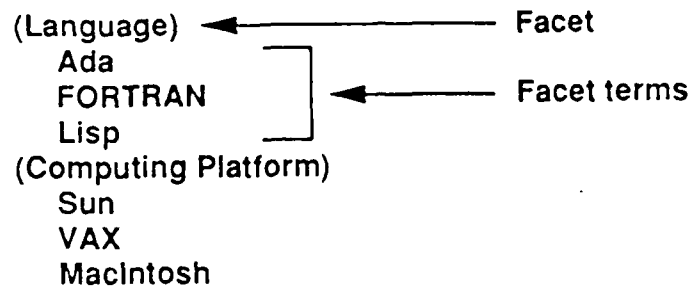 (Language) Facet
Ada
FORTRAN Facet terms
Lisp
(Computing Platform)
Sun
VAX
Macintosh